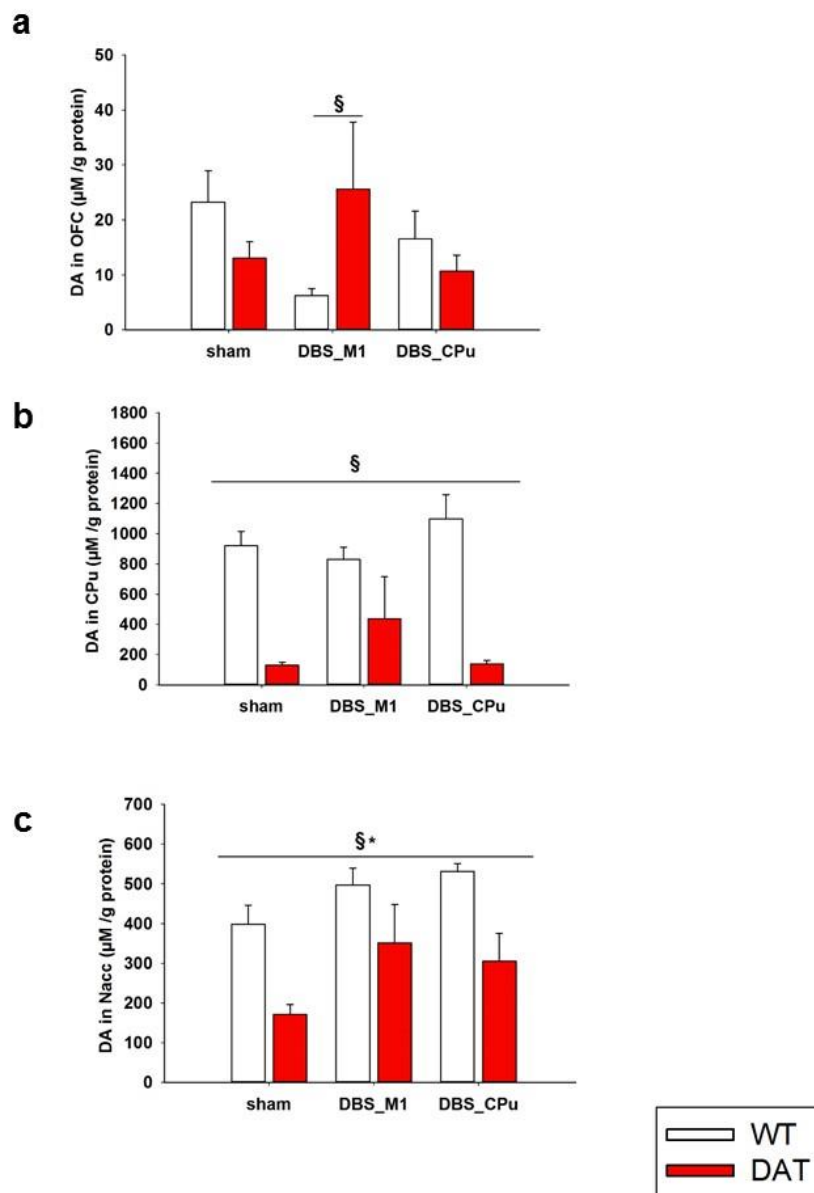 a
DA in OFC (µM /g protein)
50
40
30
20
10
0
§
sham
DBS_M1
DBS_CPu
b
DA in CPu (µM /g protein)
1800
1600
1400
1200
1000
800
600
400
200
0
§
sham
DBS_M1
DBS_CPu
c
DA in Nacc (µM /g protein)
700
600
500
400
300
200
100
0
§*
sham
DBS_M1
DBS_CPu
WT
DAT